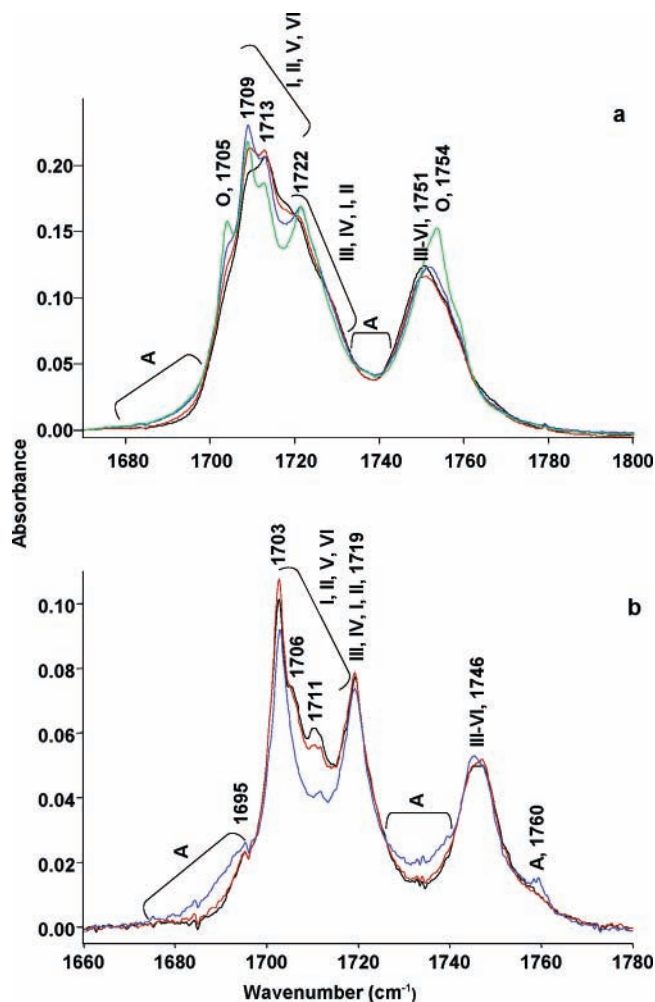 a
I, II, V, VI
1709
1713
O, 1705
1722
III, IV, I, II
A
A
III-VI, 1751
O, 1754
0.20
0.15
0.10
0.05
0.00
1680 1700 1720 1740 1760 1780 1800
Absorbance
b
1703
I, II, V, VI
1706
1711
III, IV, I, II, 1719
1695
A
A
III-VI, 1746
A, 1760
0.10
0.08
0.06
0.04
0.02
0.00
1660 1680 1700 1720 1740 1760 1780
Wavenumber (cm-1)